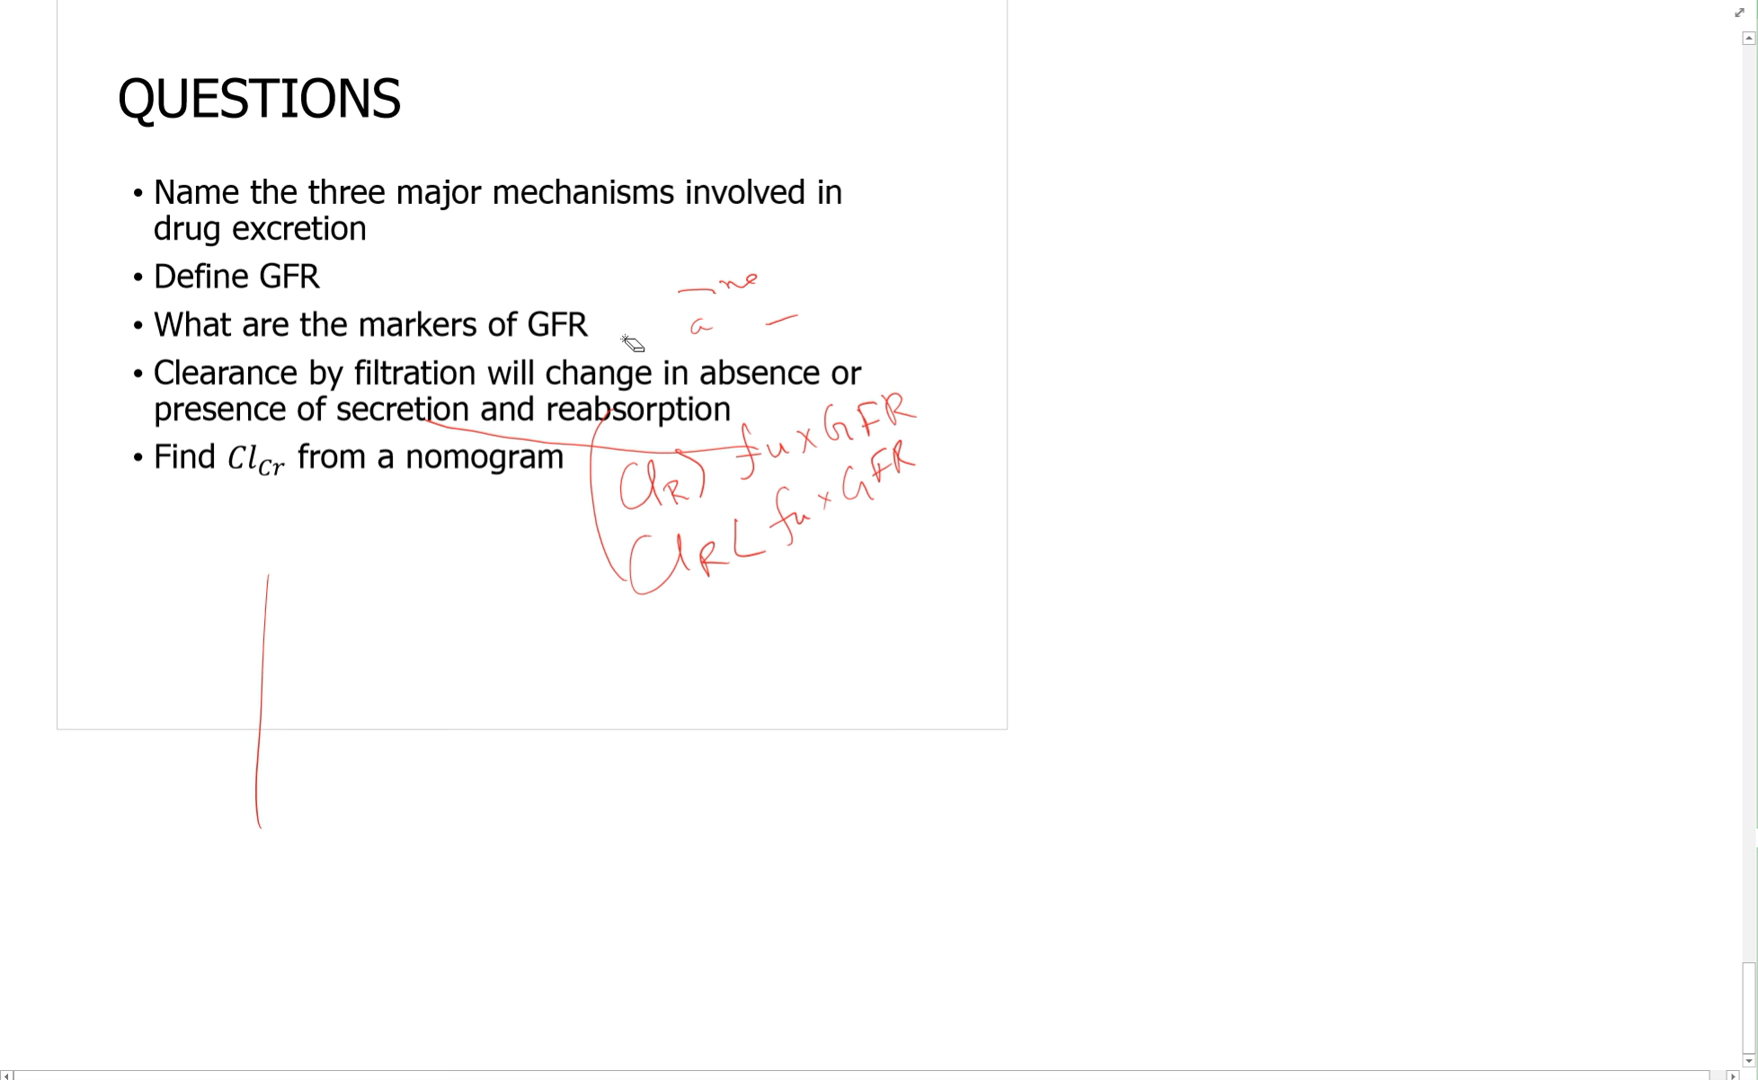 QUESTIONS
• Name the three major mechanisms involved in
drug excretion
• Define GFR
ne
• What are the markers of GFR
a
• Clearance by filtration will change in absence or
presence of secretion and reabsorption
• Find Cl_Cr from a nomogram
Cl_R > fu x GFR
Cl_R < fu x GFR